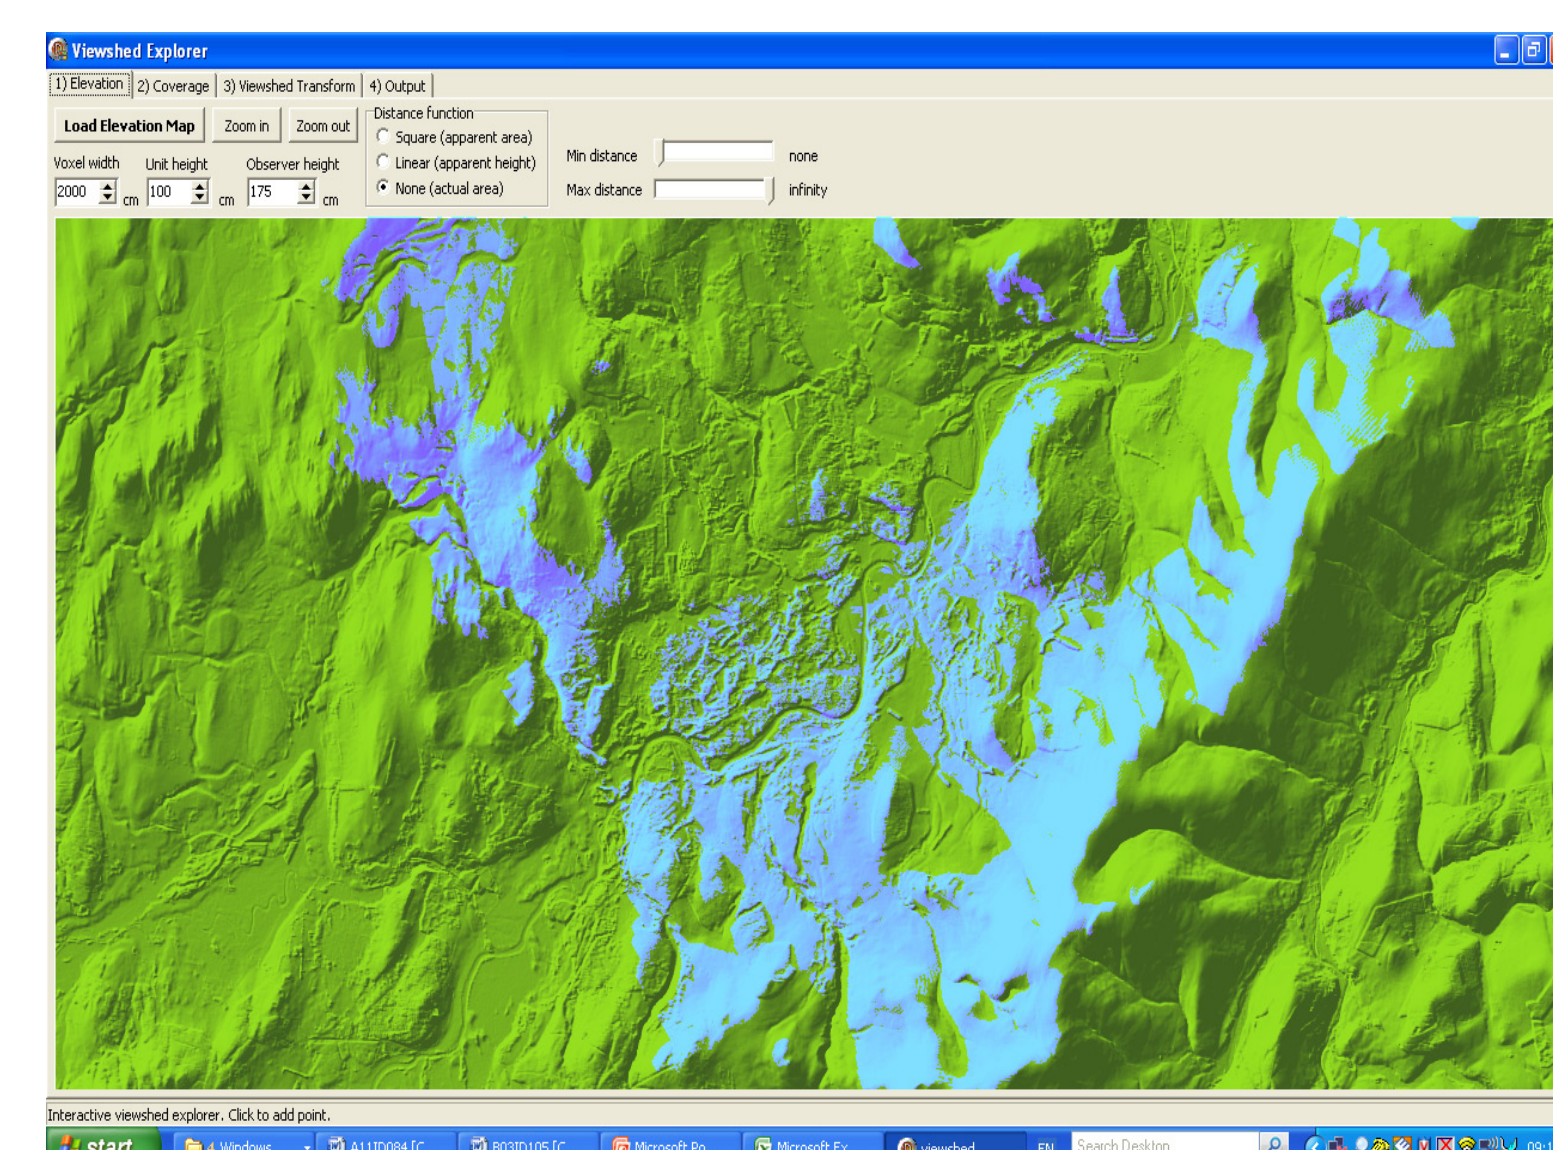 Viewshed Explorer
1) Elevation 2) Coverage 3) Viewshed Transform 4) Output
Load Elevation Map Zoom in Zoom out
Voxel width Unit height Observer height
2000 cm 100 cm 175 cm
Distance function
Square (apparent area)
Linear (apparent height)
None (actual area)
Min distance none
Max distance infinity
Interactive viewshed explorer. Click to add point.
start 4 Windows A11ID084 [C B03ID105 [C Microsoft Po Microsoft Ex viewshed EN Search Desktop